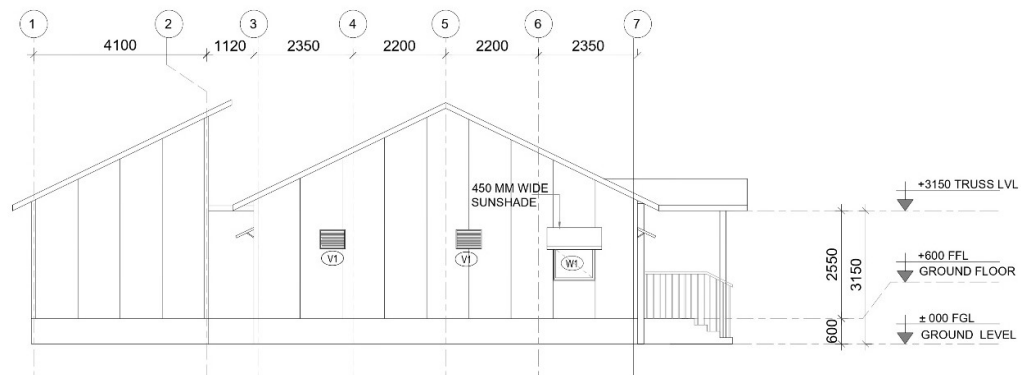 1
2
3
4
5
6
7
4100
1120
2350
2200
2200
2350
450 MM WIDE
SUNSHADE
V1
V1
W1
2550
3150
600
+3150 TRUSS LVL
+600 FFL
GROUND FLOOR
± 000 FGL
GROUND LEVEL